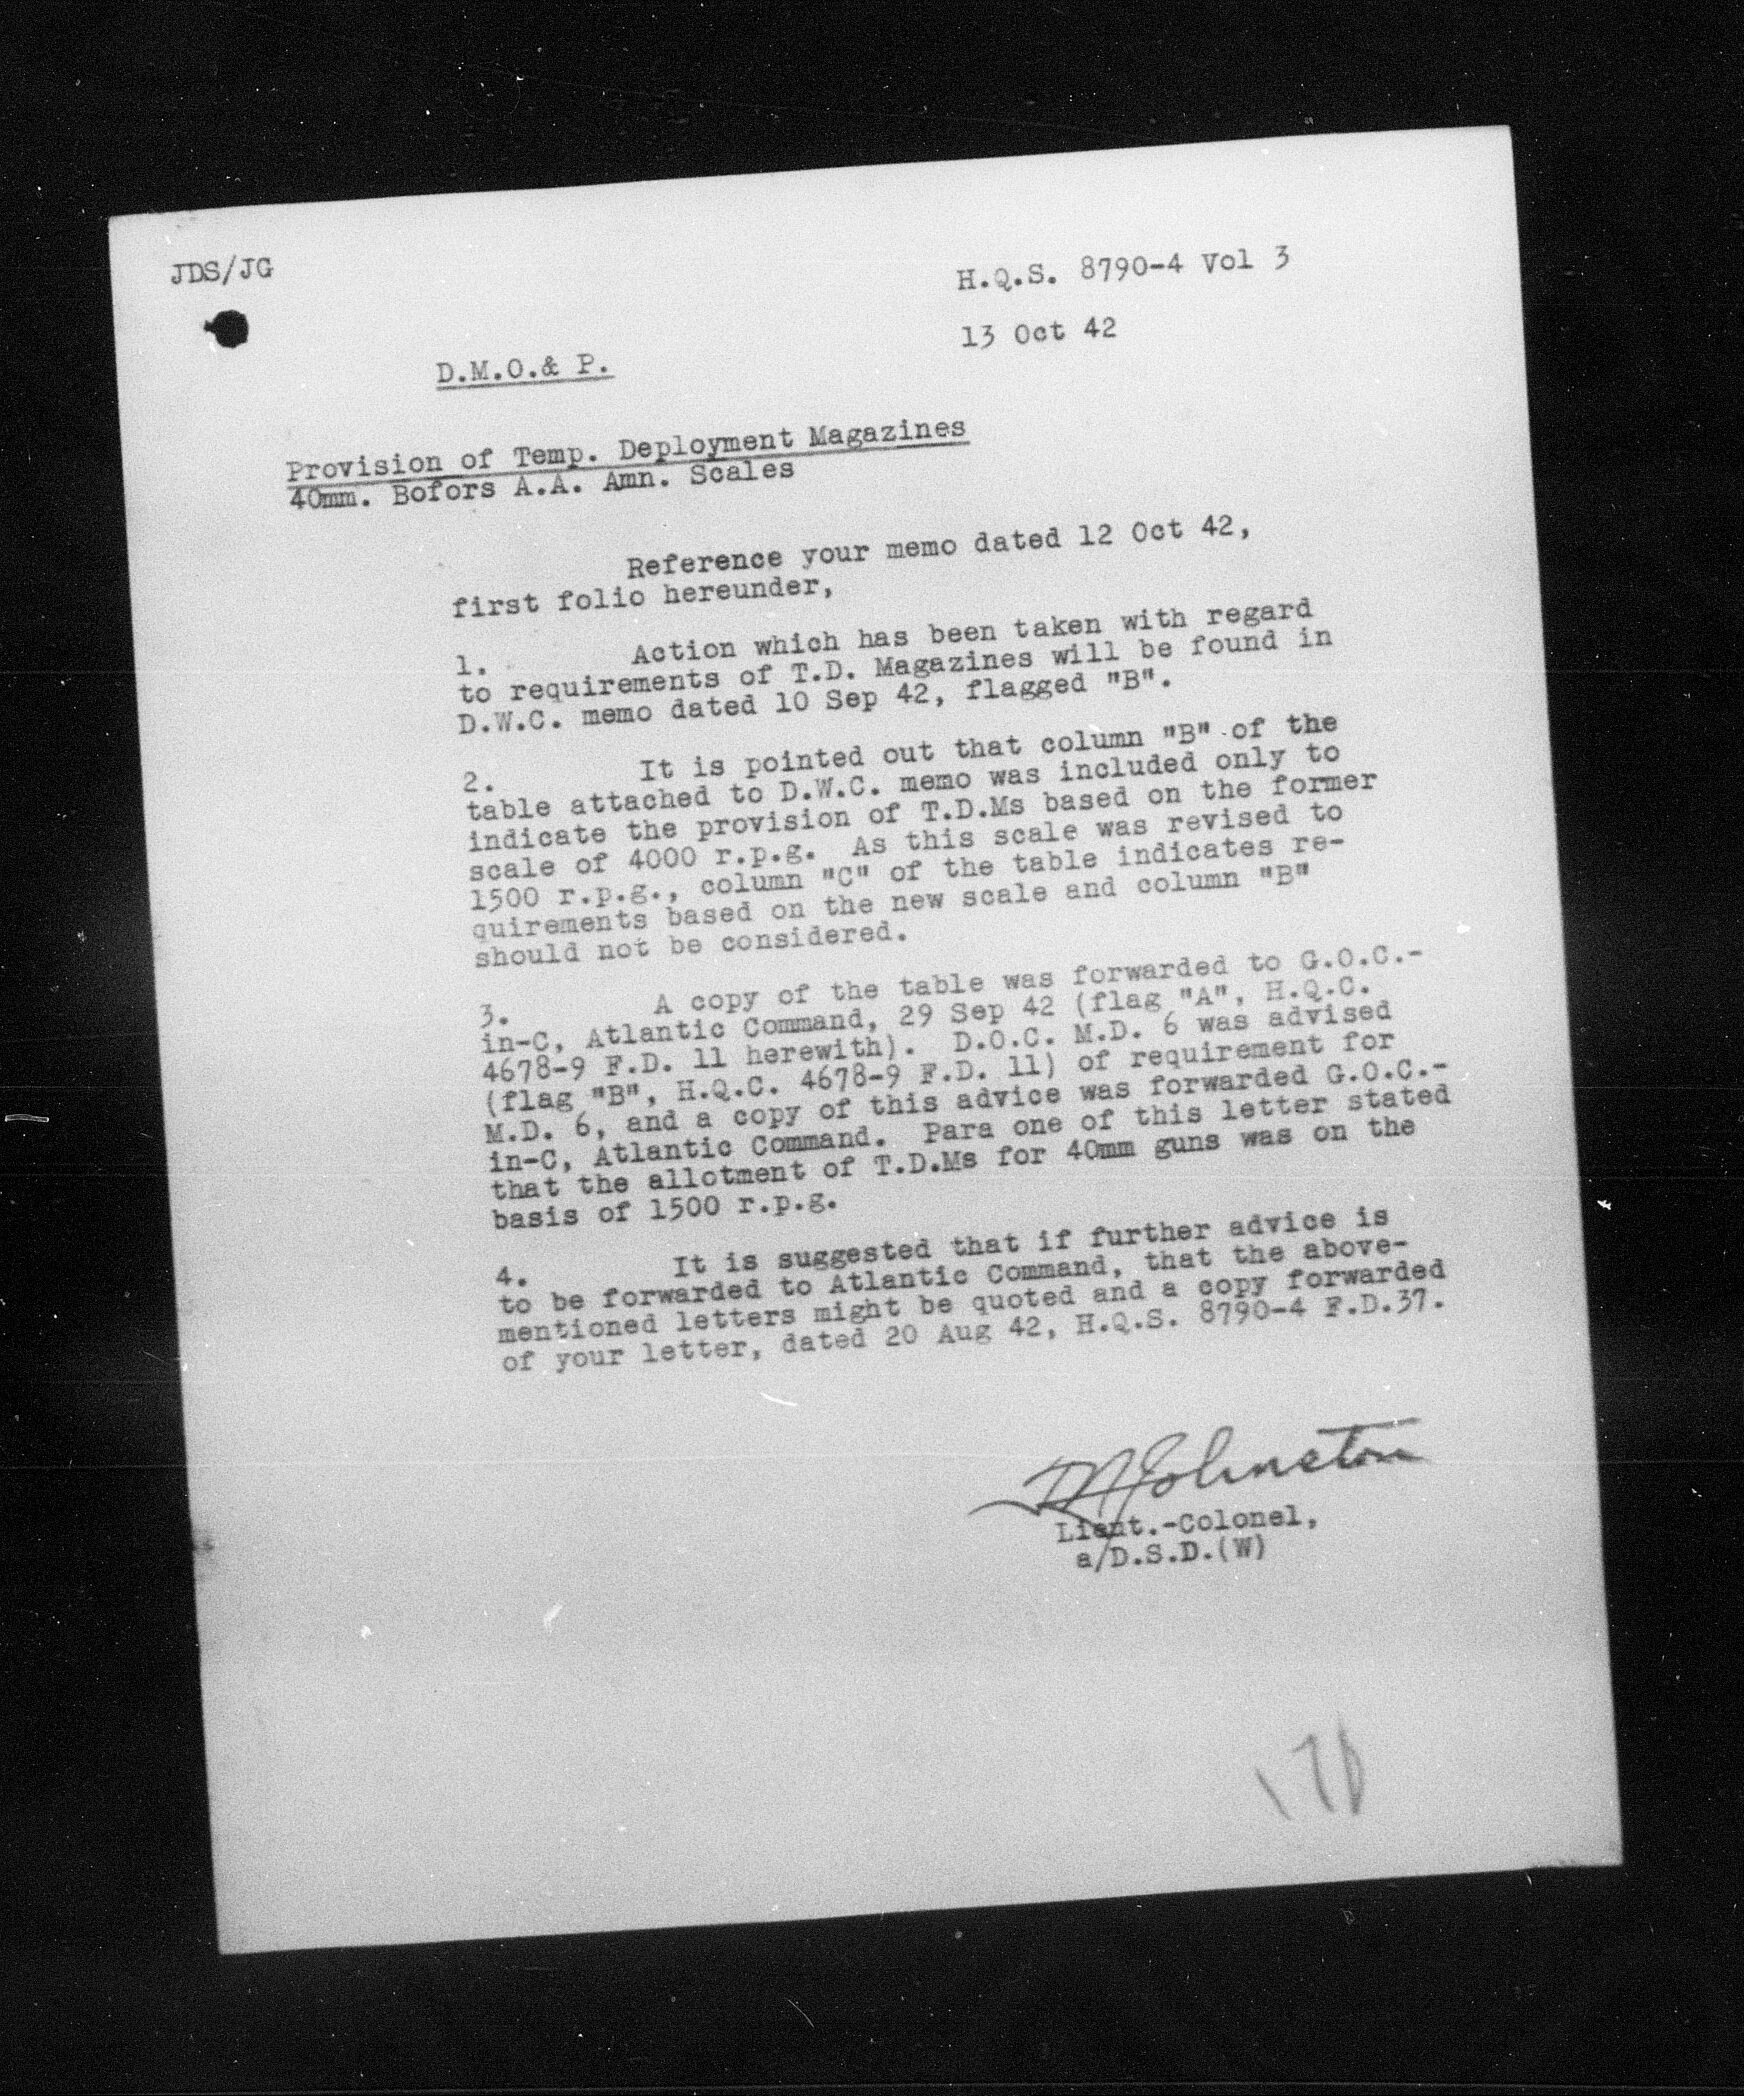 JDS/JG
H.Q.S. 8790-4 Vol 3
13 Oct 42
D.M.O.& P.
Provision of Temp. Deployment Magazines
40mm. Bofors A.A. Amn. Scales
Reference your memo dated 12 Oct 42,
first folio hereunder,
1. Action which has been taken with regard
to requirements of T.D. Magazines will be found in
D.W.C. memo dated 10 Sep 42, flagged "B".
2. It is pointed out that column "B" of the
table attached to D.W.C. memo was included only to
indicate the provision of T.D.Ms based on the former
scale of 4000 r.p.g. As this scale was revised to
1500 r.p.g., column "C" of the table indicates re-
quirements based on the new scale and column "B"
should not be considered.
3. A copy of the table was forwarded to G.O.C.-
in-C, Atlantic Command, 29 Sep 42 (flag "A", H.Q.C.
4678-9 F.D. 11 herewith). D.O.C. M.D. 6 was advised
(flag "B", H.Q.C. 4678-9 F.D. 11) of requirement for
M.D. 6, and a copy of this advice was forwarded G.O.C.-
in-C, Atlantic Command. Para one of this letter stated
that the allotment of T.D.Ms for 40mm guns was on the
basis of 1500 r.p.g.
4. It is suggested that if further advice is
to be forwarded to Atlantic Command, that the above-
mentioned letters might be quoted and a copy forwarded
of your letter, dated 20 Aug 42, H.Q.S. 8790-4 F.D.37.
Johnston
Lieut.-Colonel,
a/D.S.D.(W)